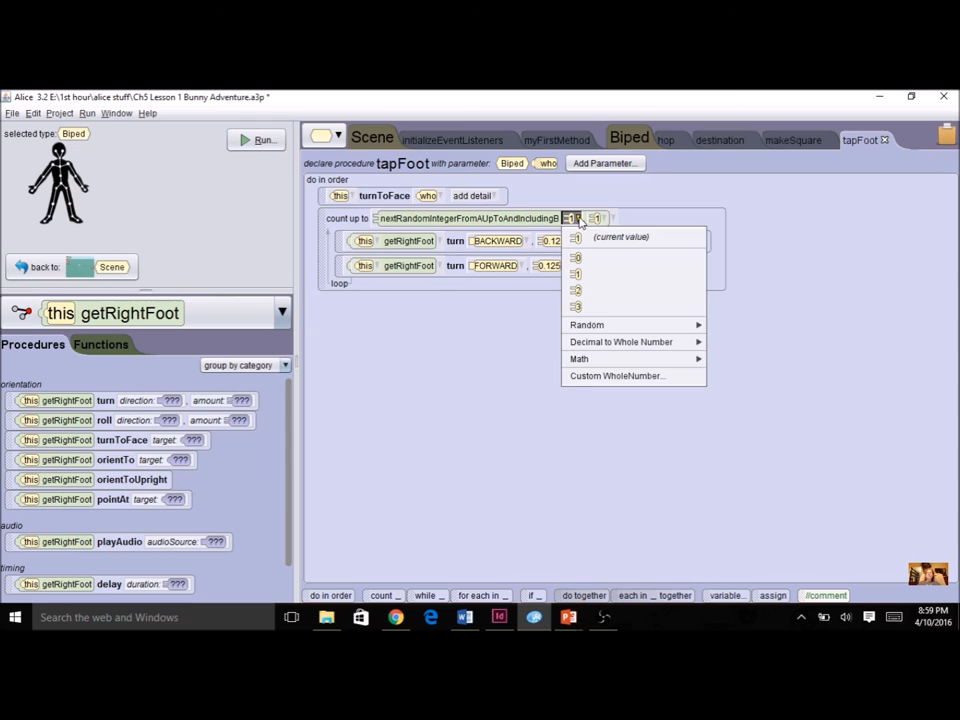 Alice 3.2 E:\1st hour\alice stuff\Ch5 Lesson 1 Bunny Adventure.a3p *
File Edit Project Run Window Help
selected type: Biped
Run...
back to: Scene
this getRightFoot
Procedures Functions
group by category
orientation
this getRightFoot turn direction: ??? , amount: ???
this getRightFoot roll direction: ??? , amount: ???
this getRightFoot turnToFace target: ???
this getRightFoot orientTo target: ???
this getRightFoot orientToUpright
this getRightFoot pointAt target: ???
audio
this getRightFoot playAudio audioSource: ???
timing
this getRightFoot delay duration: ???
Scene initializeEventListeners myFirstMethod Biped hop destination makeSquare tapFoot
declare procedure tapFoot with parameter: Biped who Add Parameter...
do in order
this turnToFace who add detail
count up to nextRandomIntegerFromAUpToAndIncludingB 1 , 1
this getRightFoot turn BACKWARD , 0.12
this getRightFoot turn FORWARD , 0.125
loop
1 (current value)
0
1
2
3
Random
Decimal to Whole Number
Math
Custom WholeNumber...
do in order count _ while _ for each in _ if _ do together each in _ together variable... assign //comment
Search the web and Windows
8:59 PM
4/10/2016